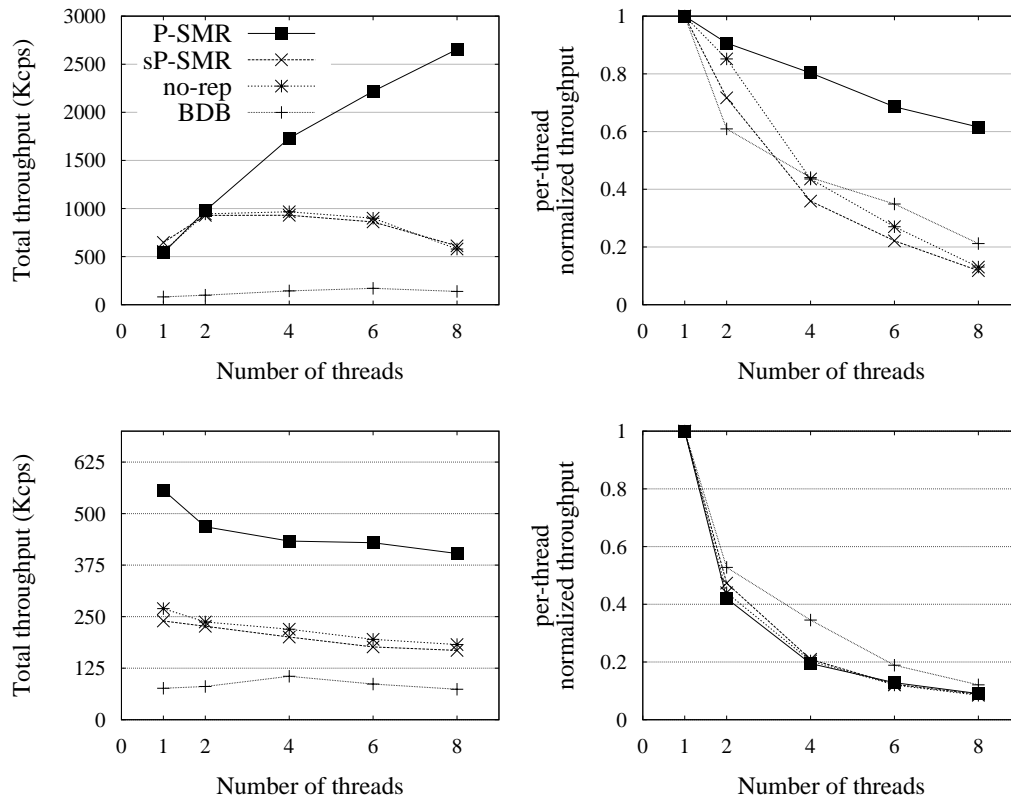 3000
2500
2000
1500
1000
500
0
Total throughput (Kcps)
P-SMR
sP-SMR
no-rep
BDB
0 1 2 4 6 8
Number of threads
1
0.8
0.6
0.4
0.2
0
per-thread
normalized throughput
0 1 2 4 6 8
Number of threads
625
500
375
250
125
0
Total throughput (Kcps)
0 1 2 4 6 8
Number of threads
1
0.8
0.6
0.4
0.2
0
per-thread
normalized throughput
0 1 2 4 6 8
Number of threads